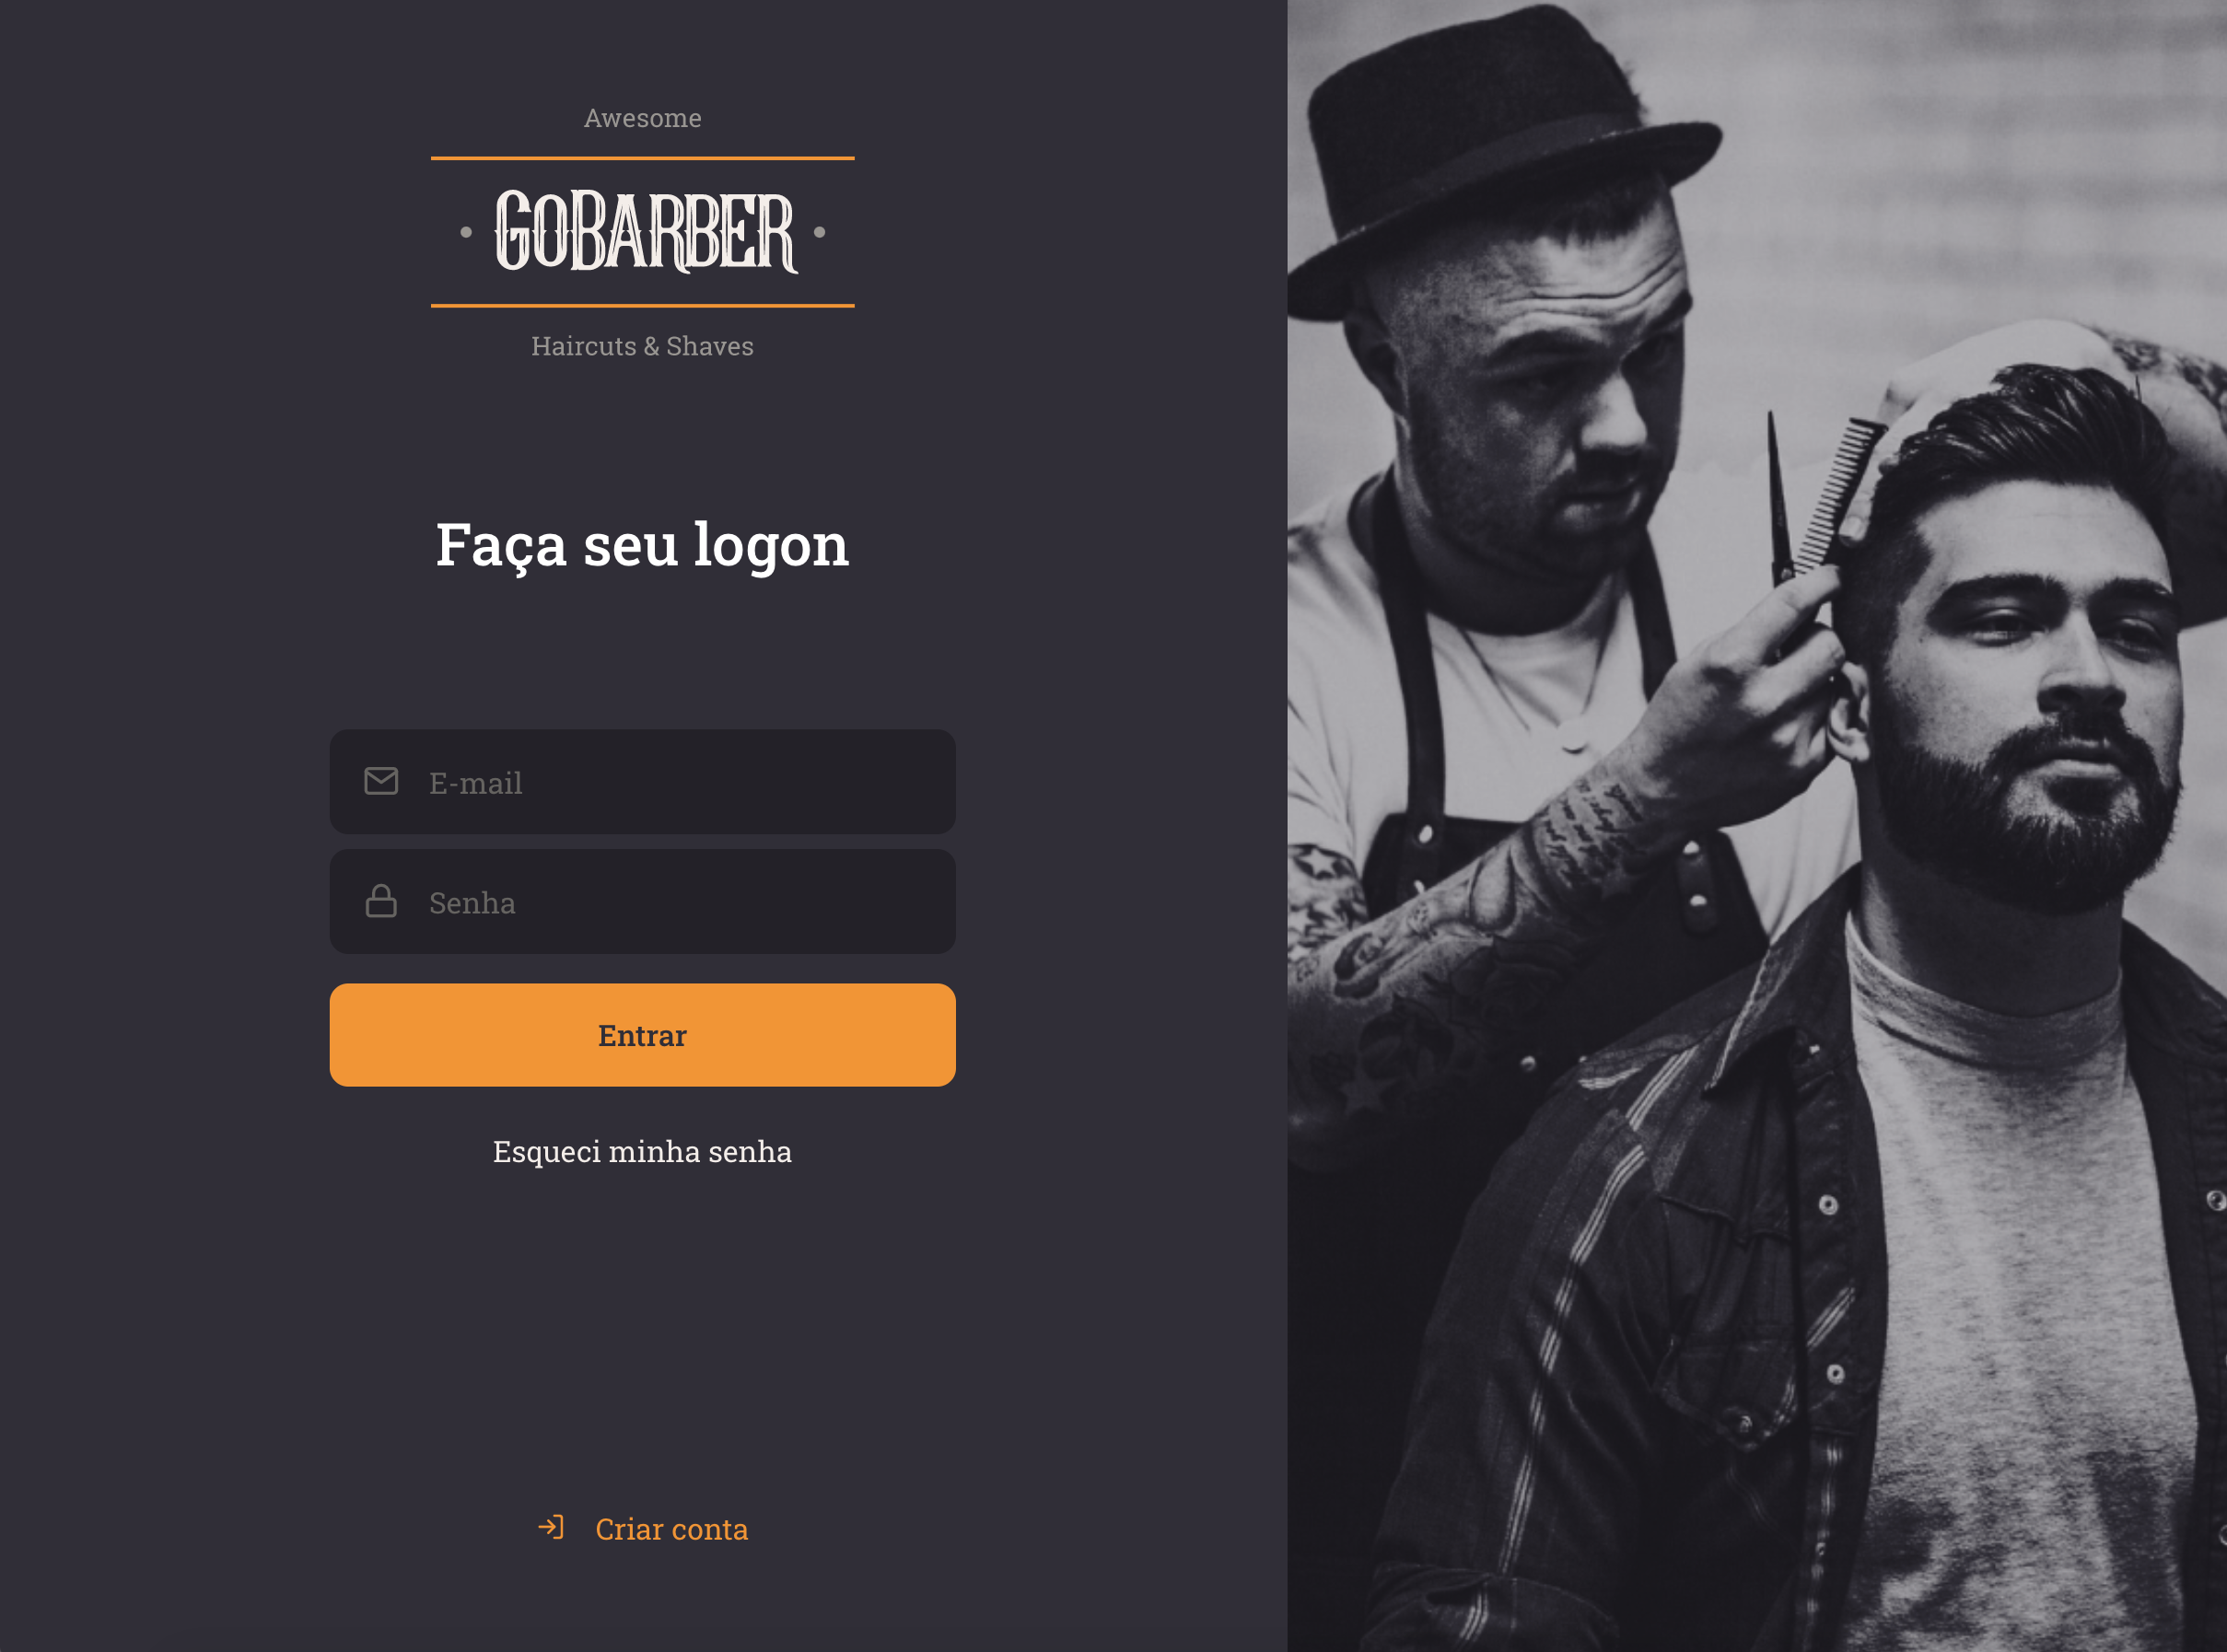 Awesome
GOBARBER
Haircuts & Shaves
Faça seu logon
E-mail
Senha
Entrar
Esqueci minha senha
Criar conta